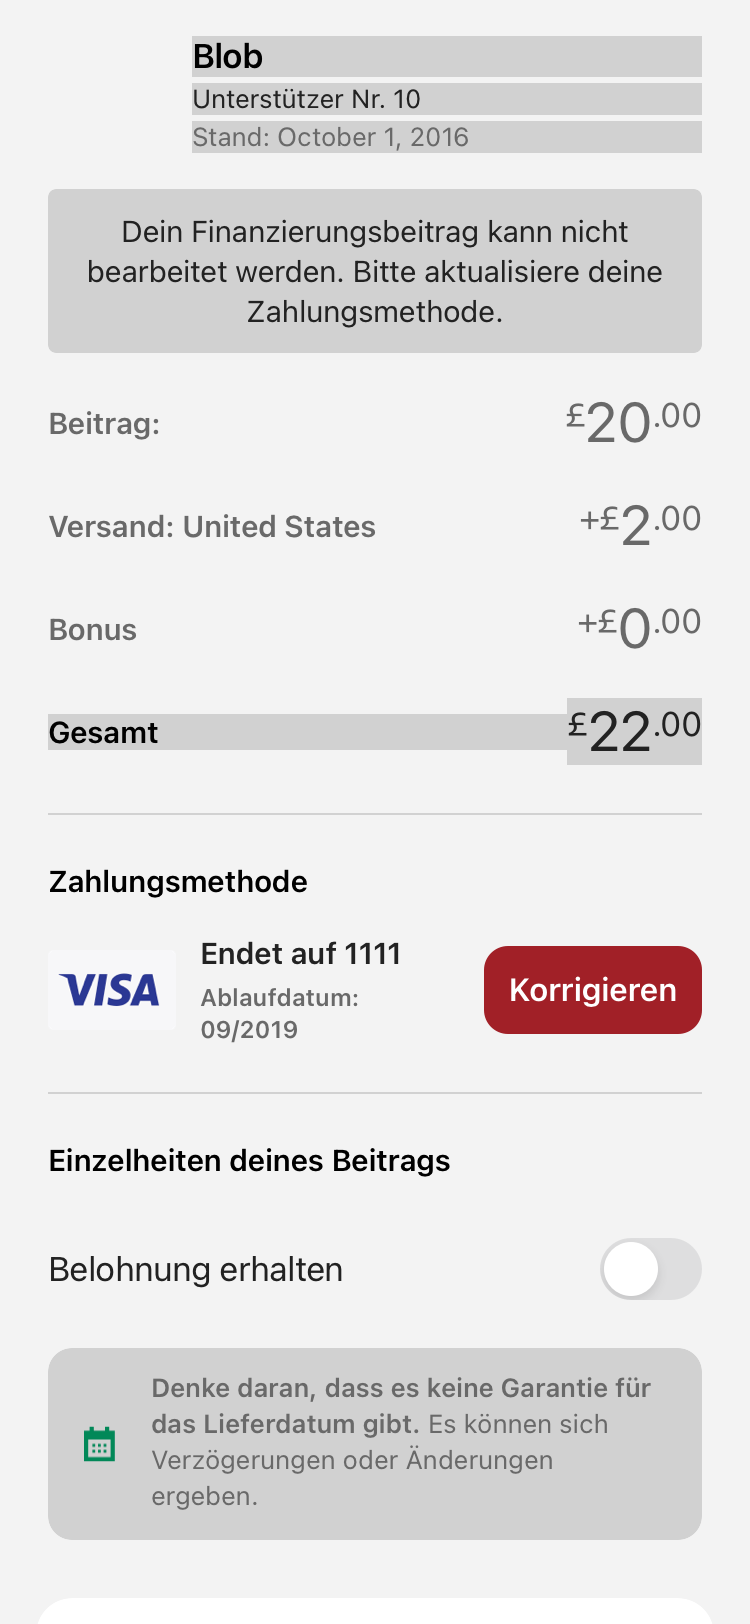 Blob
Unterstützer Nr. 10
Stand: October 1, 2016
Dein Finanzierungsbeitrag kann nicht
bearbeitet werden. Bitte aktualisiere deine
Zahlungsmethode.
Beitrag:
£20.00
Versand: United States
+£2.00
Bonus
+£0.00
Gesamt
£22.00
Zahlungsmethode
VISA
Endet auf 1111
Ablaufdatum:
09/2019
Korrigieren
Einzelheiten deines Beitrags
Belohnung erhalten
Denke daran, dass es keine Garantie für
das Lieferdatum gibt. Es können sich
Verzögerungen oder Änderungen
ergeben.